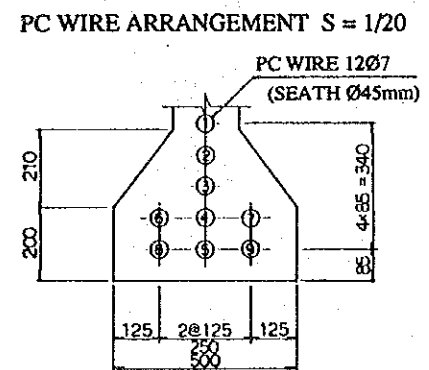 PC WIRE ARRANGEMENT S = 1/20
PC WIRE 12Ø7
(SEATH Ø45mm)
1
2
3
6 4 7
8 5 9
210
200
4x85 = 340
85
125 2@125 125
250
500